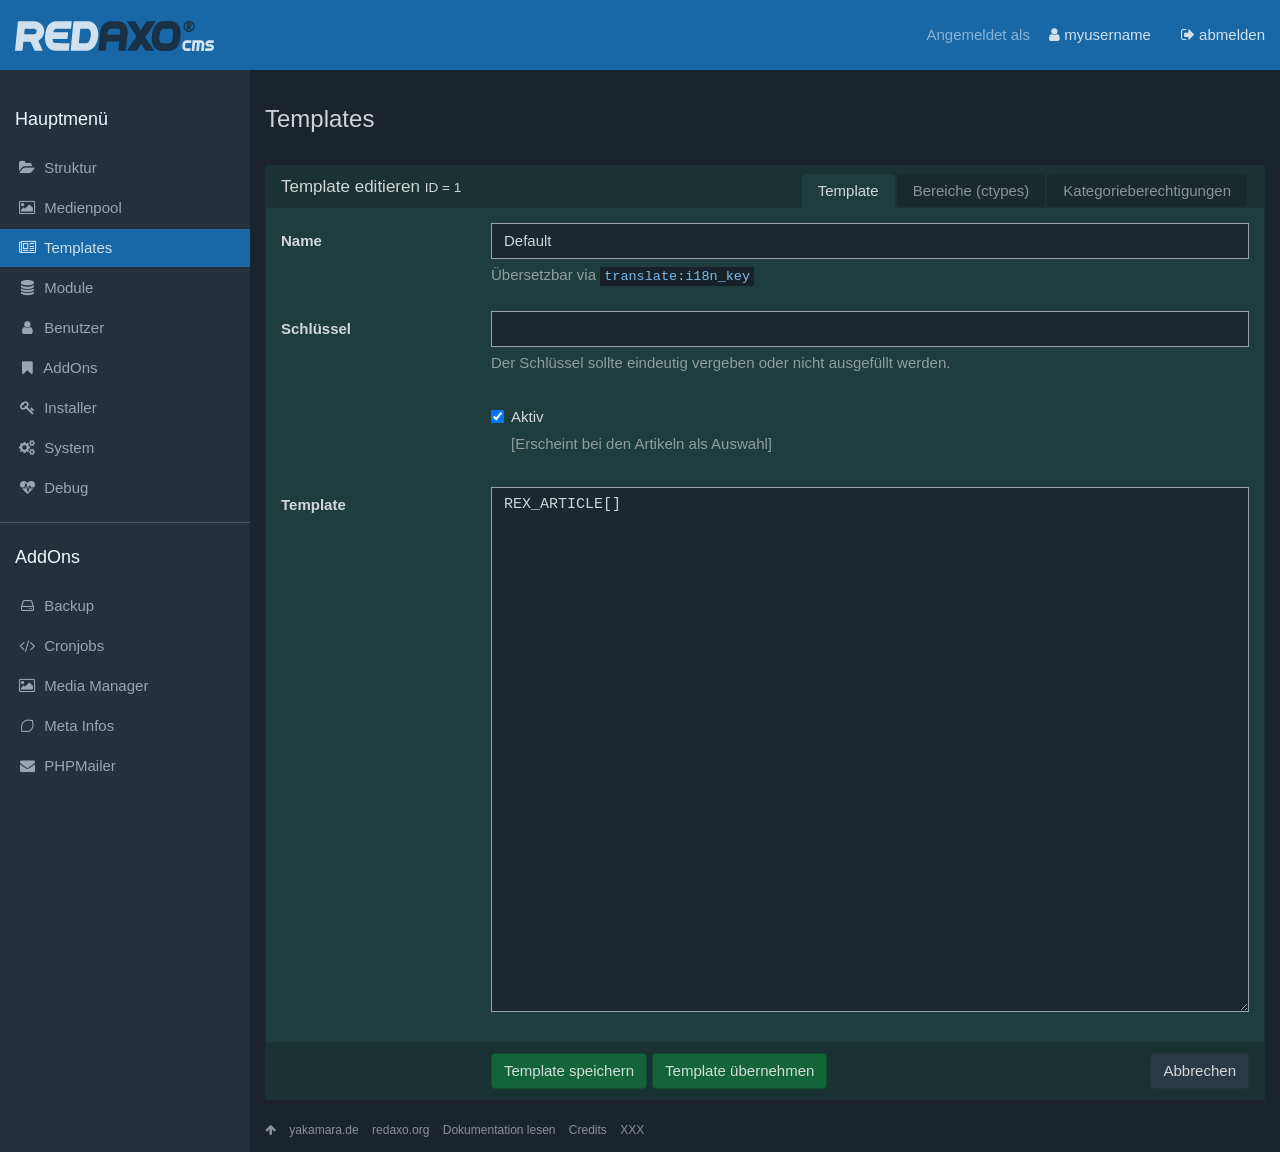 REDAXO® cms
Angemeldet als myusername abmelden
Hauptmenü
Struktur
Medienpool
Templates
Module
Benutzer
AddOns
Installer
System
Debug
AddOns
Backup
Cronjobs
Media Manager
Meta Infos
PHPMailer
Templates
Template editieren ID = 1
Template Bereiche (ctypes) Kategorieberechtigungen
Name Default
Übersetzbar via translate:i18n_key
Schlüssel
Der Schlüssel sollte eindeutig vergeben oder nicht ausgefüllt werden.
Aktiv
[Erscheint bei den Artikeln als Auswahl]
Template REX_ARTICLE[]
Template speichern Template übernehmen Abbrechen
yakamara.de redaxo.org Dokumentation lesen Credits XXX